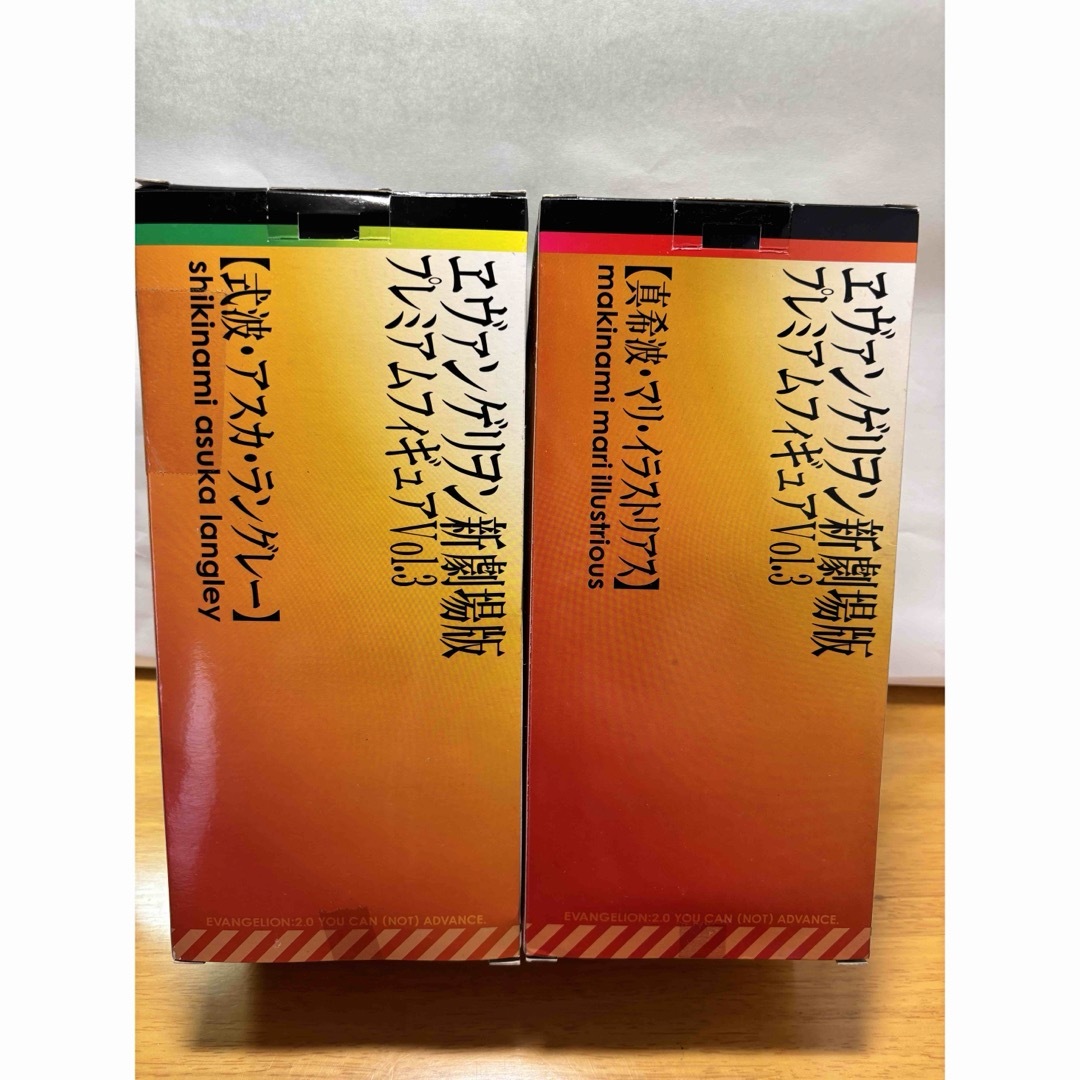 ヱヴァンゲリヲン新劇場版
プレミアムフィギュアVol.3
【式波・アスカ・ラングレー】
shikinami asuka langley
EVANGELION:2.0 YOU CAN (NOT) ADVANCE.
ヱヴァンゲリヲン新劇場版
プレミアムフィギュアVol.3
【真希波・マリ・イラストリアス】
makinami mari illustrious
EVANGELION:2.0 YOU CAN (NOT) ADVANCE.